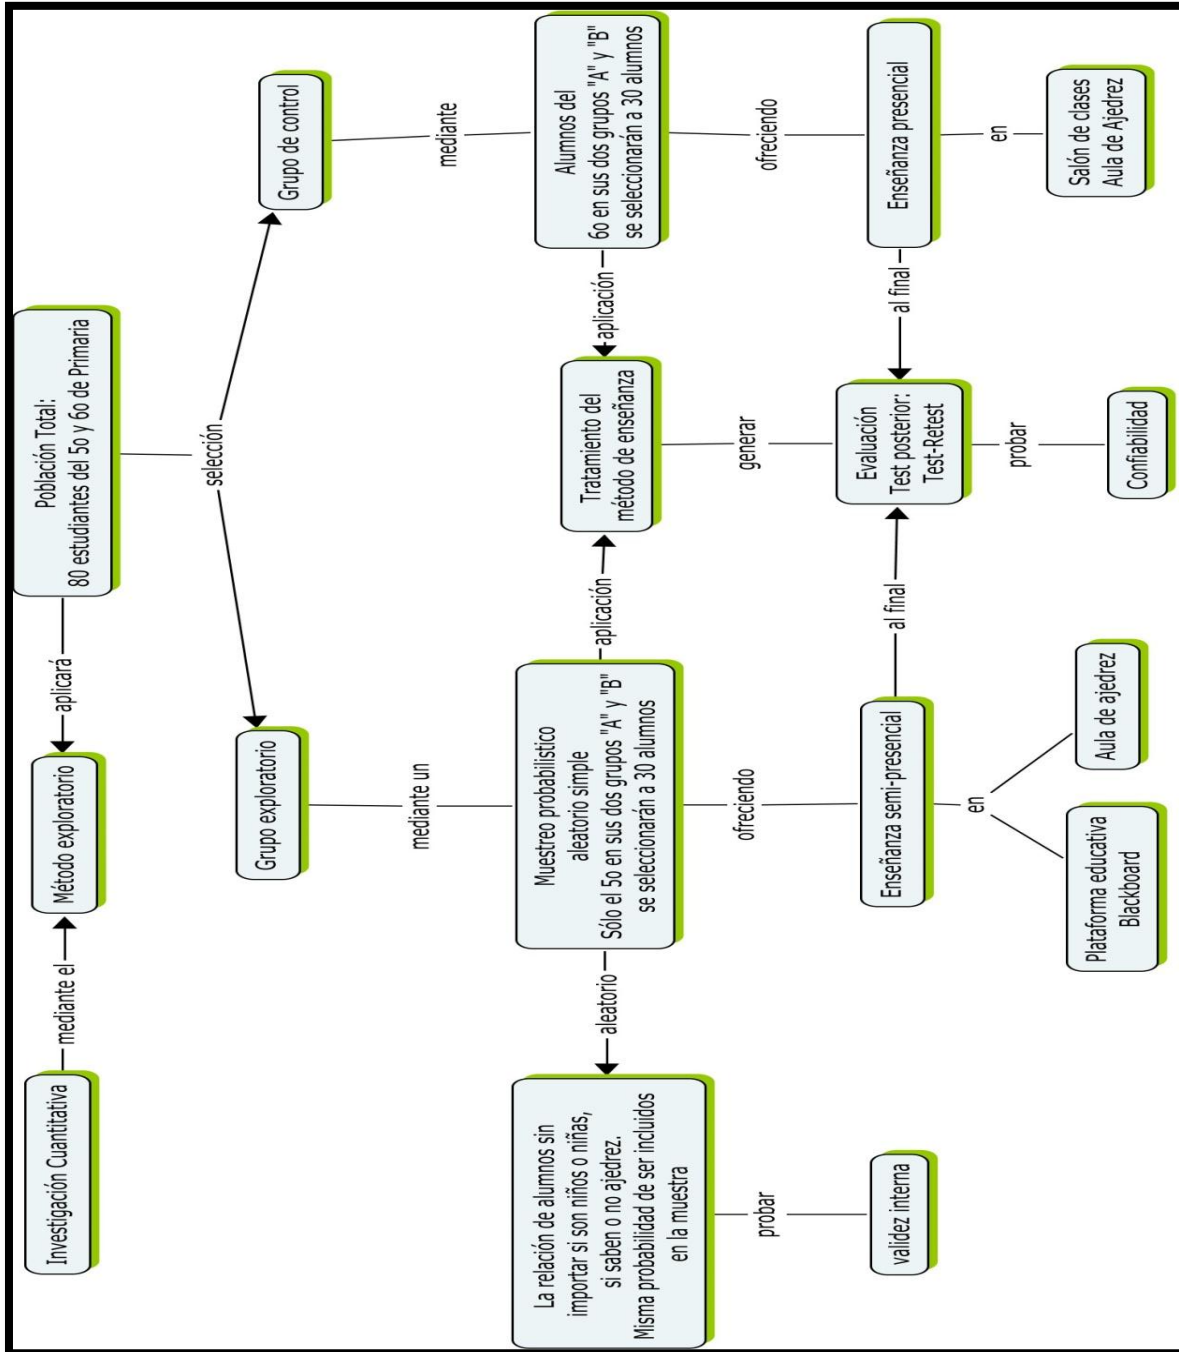 Población Total:
80 estudiantes del 5o y 6o de Primaria
Investigación Cuantitativa
mediante el
Método exploratorio
aplicará
selección
Grupo exploratorio
Grupo de control
mediante un
mediante
La relación de alumnos sin
importar si son niños o niñas,
si saben o no ajedrez.
Misma probabilidad de ser incluidos
en la muestra
aleatorio
Muestreo probabilístico
aleatorio simple
Sólo el 5o en sus dos grupos "A" y "B"
se seleccionarán a 30 alumnos
aplicación
Tratamiento del
método de enseñanza
aplicación
Alumnos del
6o en sus dos grupos "A" y "B"
se seleccionarán a 30 alumnos
probar
ofreciendo
generar
ofreciendo
validez interna
Enseñanza semi-presencial
al final
Evaluación
Test posterior:
Test-Retest
al final
Enseñanza presencial
en
probar
en
Plataforma educativa
Blackboard
Aula de ajedrez
Confiabilidad
Salón de clases
Aula de Ajedrez